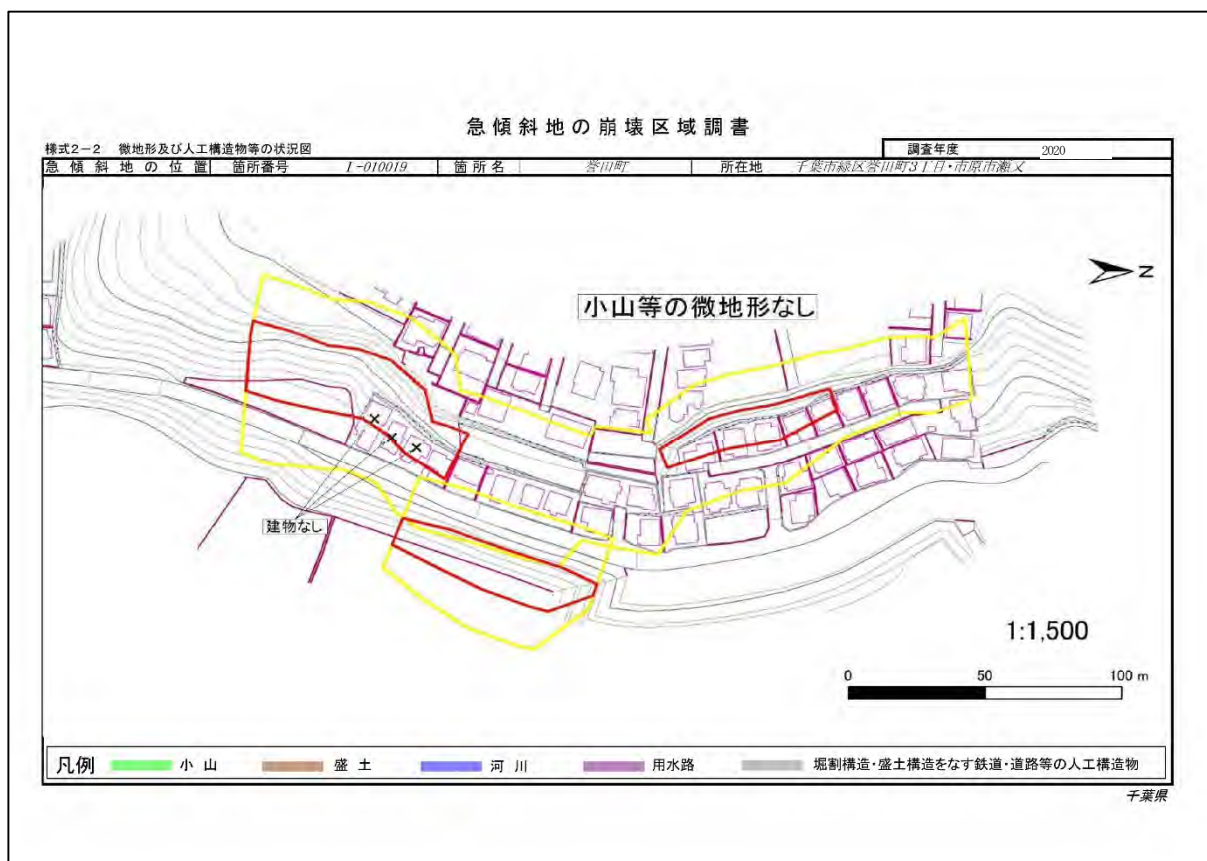 急傾斜地の崩壊区域調書
様式2-2 微地形及び人工構造物等の状況図
調査年度 2020
急傾斜地の位置 箇所番号 I-010019 箇所名 誉田町 所在地 千葉市緑区誉田町3丁目・市原市瀬又
N
小山等の微地形なし
建物なし
1:1,500
0 50 100 m
凡例 小山 盛土 河川 用水路 堀割構造・盛土構造をなす鉄道・道路等の人工構造物
千葉県